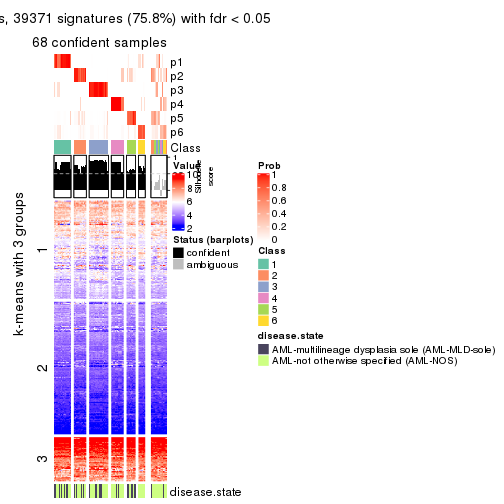 s, 39371 signatures (75.8%) with fdr < 0.05
68 confident samples
p1
p2
p3
p4
p5
p6
Class
1
Silhouette
score
Value
10
8
6
4
2
Status (barplots)
confident
ambiguous
Prob
1
0.8
0.6
0.4
0.2
0
Class
1
2
3
4
5
6
disease.state
AML-multilineage dysplasia sole (AML-MLD-sole)
AML-not otherwise specified (AML-NOS)
k-means with 3 groups
1
2
3
disease.state